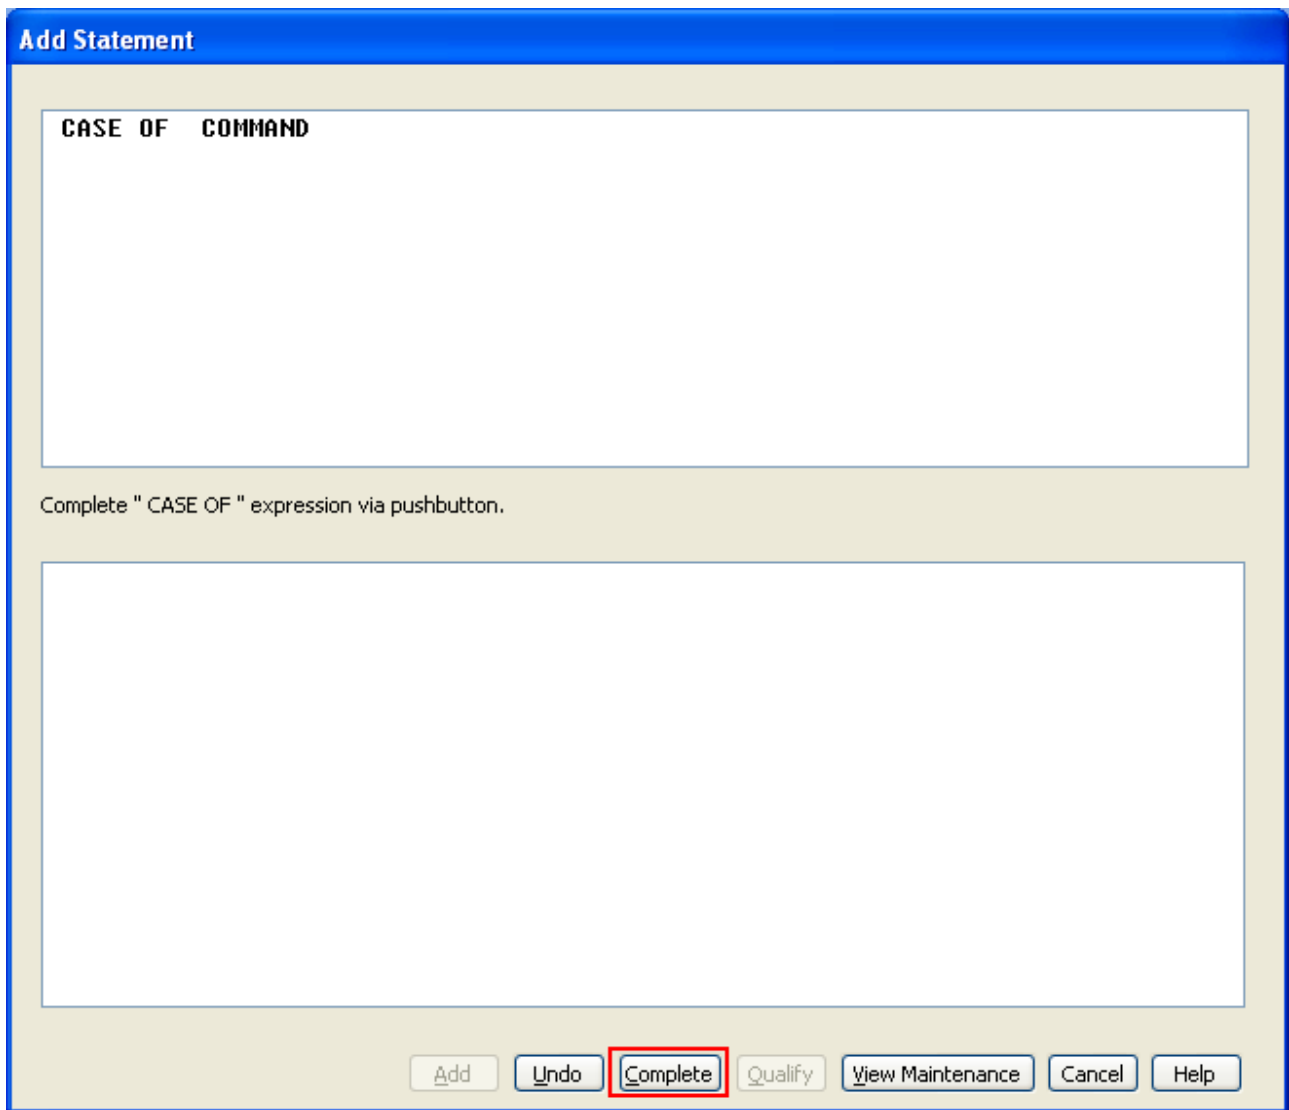 Add Statement
CASE OF  COMMAND
Complete " CASE OF " expression via pushbutton.
Add Undo Complete Qualify View Maintenance Cancel Help